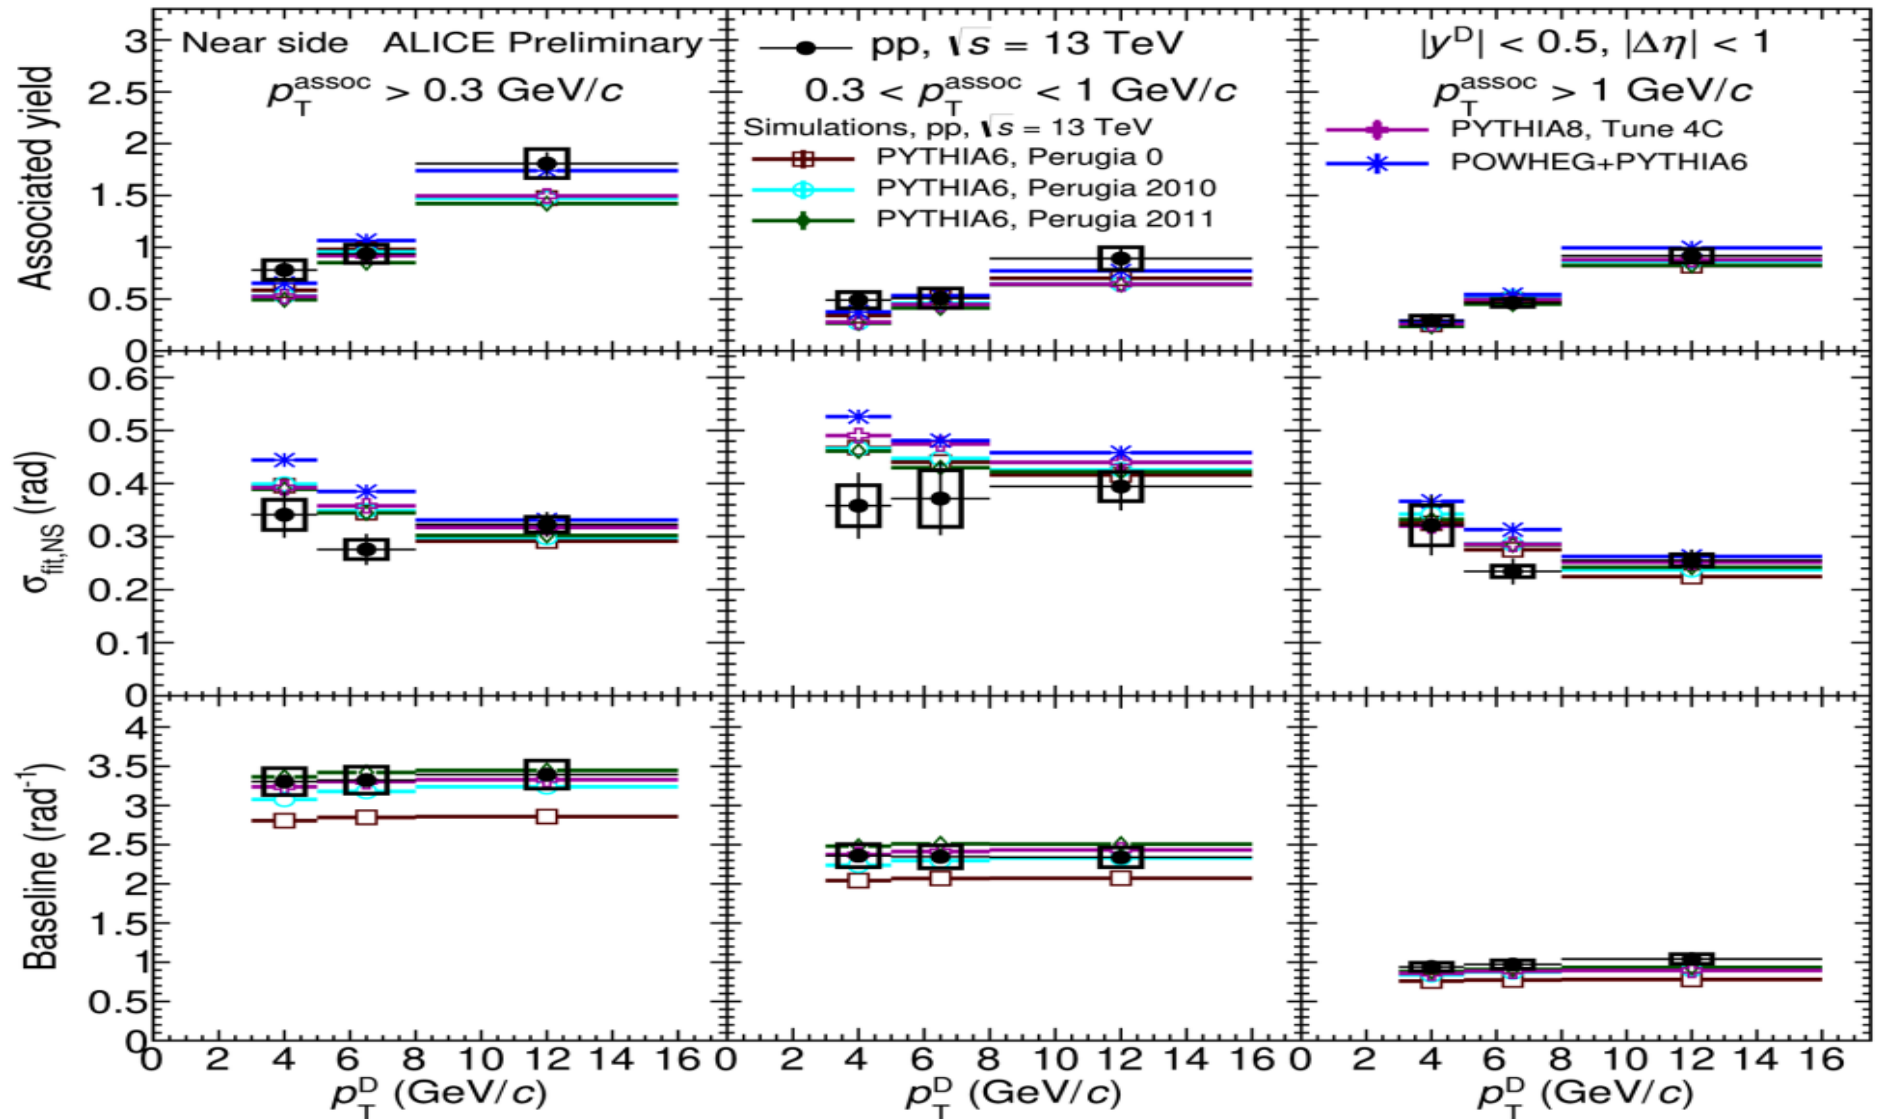 Near side ALICE Preliminary
p_T^assoc > 0.3 GeV/c
pp, √s = 13 TeV
0.3 < p_T^assoc < 1 GeV/c
Simulations, pp, √s = 13 TeV
PYTHIA6, Perugia 0
PYTHIA6, Perugia 2010
PYTHIA6, Perugia 2011
|y^D| < 0.5, |Δη| < 1
p_T^assoc > 1 GeV/c
PYTHIA8, Tune 4C
POWHEG+PYTHIA6
Associated yield
3
2.5
2
1.5
1
0.5
0
σ_fit,NS (rad)
0.6
0.5
0.4
0.3
0.2
0.1
0
Baseline (rad^-1)
4
3.5
3
2.5
2
1.5
1
0.5
0
0 2 4 6 8 10 12 14 16
0 2 4 6 8 10 12 14 16
0 2 4 6 8 10 12 14 16
p_T^D (GeV/c)
p_T^D (GeV/c)
p_T^D (GeV/c)